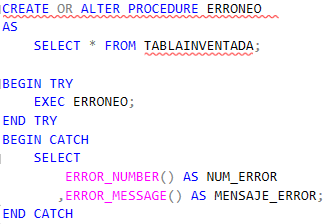 CREATE OR ALTER PROCEDURE ERRONEO
AS
SELECT * FROM TABLAINVENTADA;
BEGIN TRY
EXEC ERRONEO;
END TRY
BEGIN CATCH
SELECT
ERROR_NUMBER() AS NUM_ERROR
,ERROR_MESSAGE() AS MENSAJE_ERROR;
END CATCH